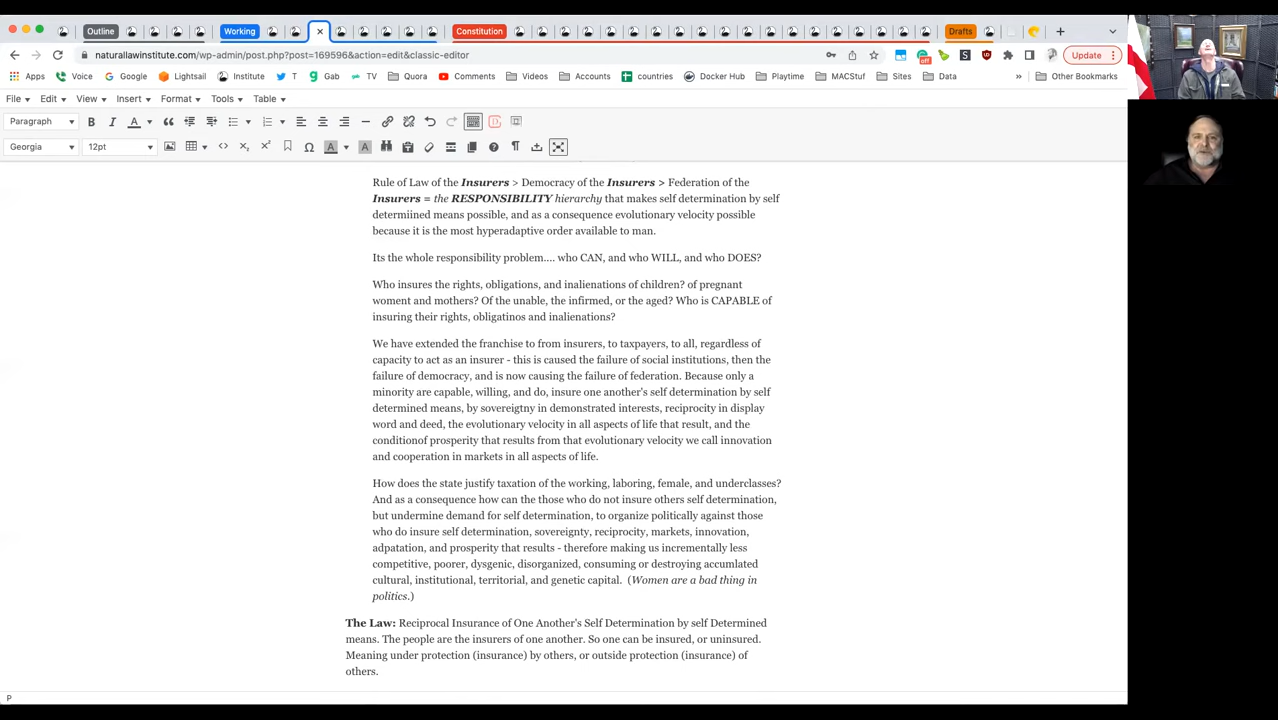 Outline
Working
Constitution
Drafts
naturallawinstitute.com/wp-admin/post.php?post=169596&action=edit&classic-editor
Update
Apps Voice Google Lightsail Institute T Gab TV Quora Comments Videos Accounts countries Docker Hub Playtime MACStuf Sites Data » Other Bookmarks
File Edit View Insert Format Tools Table
Paragraph B I A
Georgia 12pt
Rule of Law of the Insurers > Democracy of the Insurers > Federation of the
Insurers = the RESPONSIBILITY hierarchy that makes self determination by self
determiined means possible, and as a consequence evolutionary velocity possible
because it is the most hyperadaptive order available to man.
Its the whole responsibility problem.... who CAN, and who WILL, and who DOES?
Who insures the rights, obligations, and inalienations of children? of pregnant
woment and mothers? Of the unable, the infirmed, or the aged? Who is CAPABLE of
insuring their rights, obligatinos and inalienations?
We have extended the franchise to from insurers, to taxpayers, to all, regardless of
capacity to act as an insurer - this is caused the failure of social institutions, then the
failure of democracy, and is now causing the failure of federation. Because only a
minority are capable, willing, and do, insure one another's self determination by self
determined means, by sovereigtny in demonstrated interests, reciprocity in display
word and deed, the evolutionary velocity in all aspects of life that result, and the
conditionof prosperity that results from that evolutionary velocity we call innovation
and cooperation in markets in all aspects of life.
How does the state justify taxation of the working, laboring, female, and underclasses?
And as a consequence how can the those who do not insure others self determination,
but undermine demand for self determination, to organize politically against those
who do insure self determination, sovereignty, reciprocity, markets, innovation,
adpatation, and prosperity that results - therefore making us incrementally less
competitive, poorer, dysgenic, disorganized, consuming or destroying accumlated
cultural, institutional, territorial, and genetic capital. (Women are a bad thing in
politics.)
The Law: Reciprocal Insurance of One Another's Self Determination by self Determined
means. The people are the insurers of one another. So one can be insured, or uninsured.
Meaning under protection (insurance) by others, or outside protection (insurance) of
others.
P